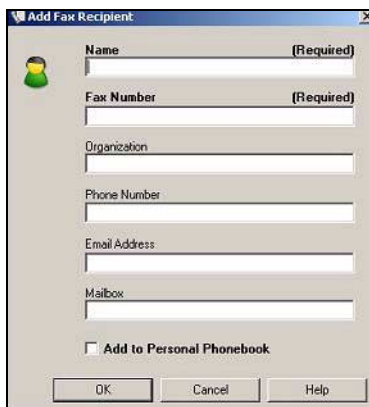 Add Fax Recipient
Name (Required)
Fax Number (Required)
Organization
Phone Number
Email Address
Mailbox
Add to Personal Phonebook
OK Cancel Help